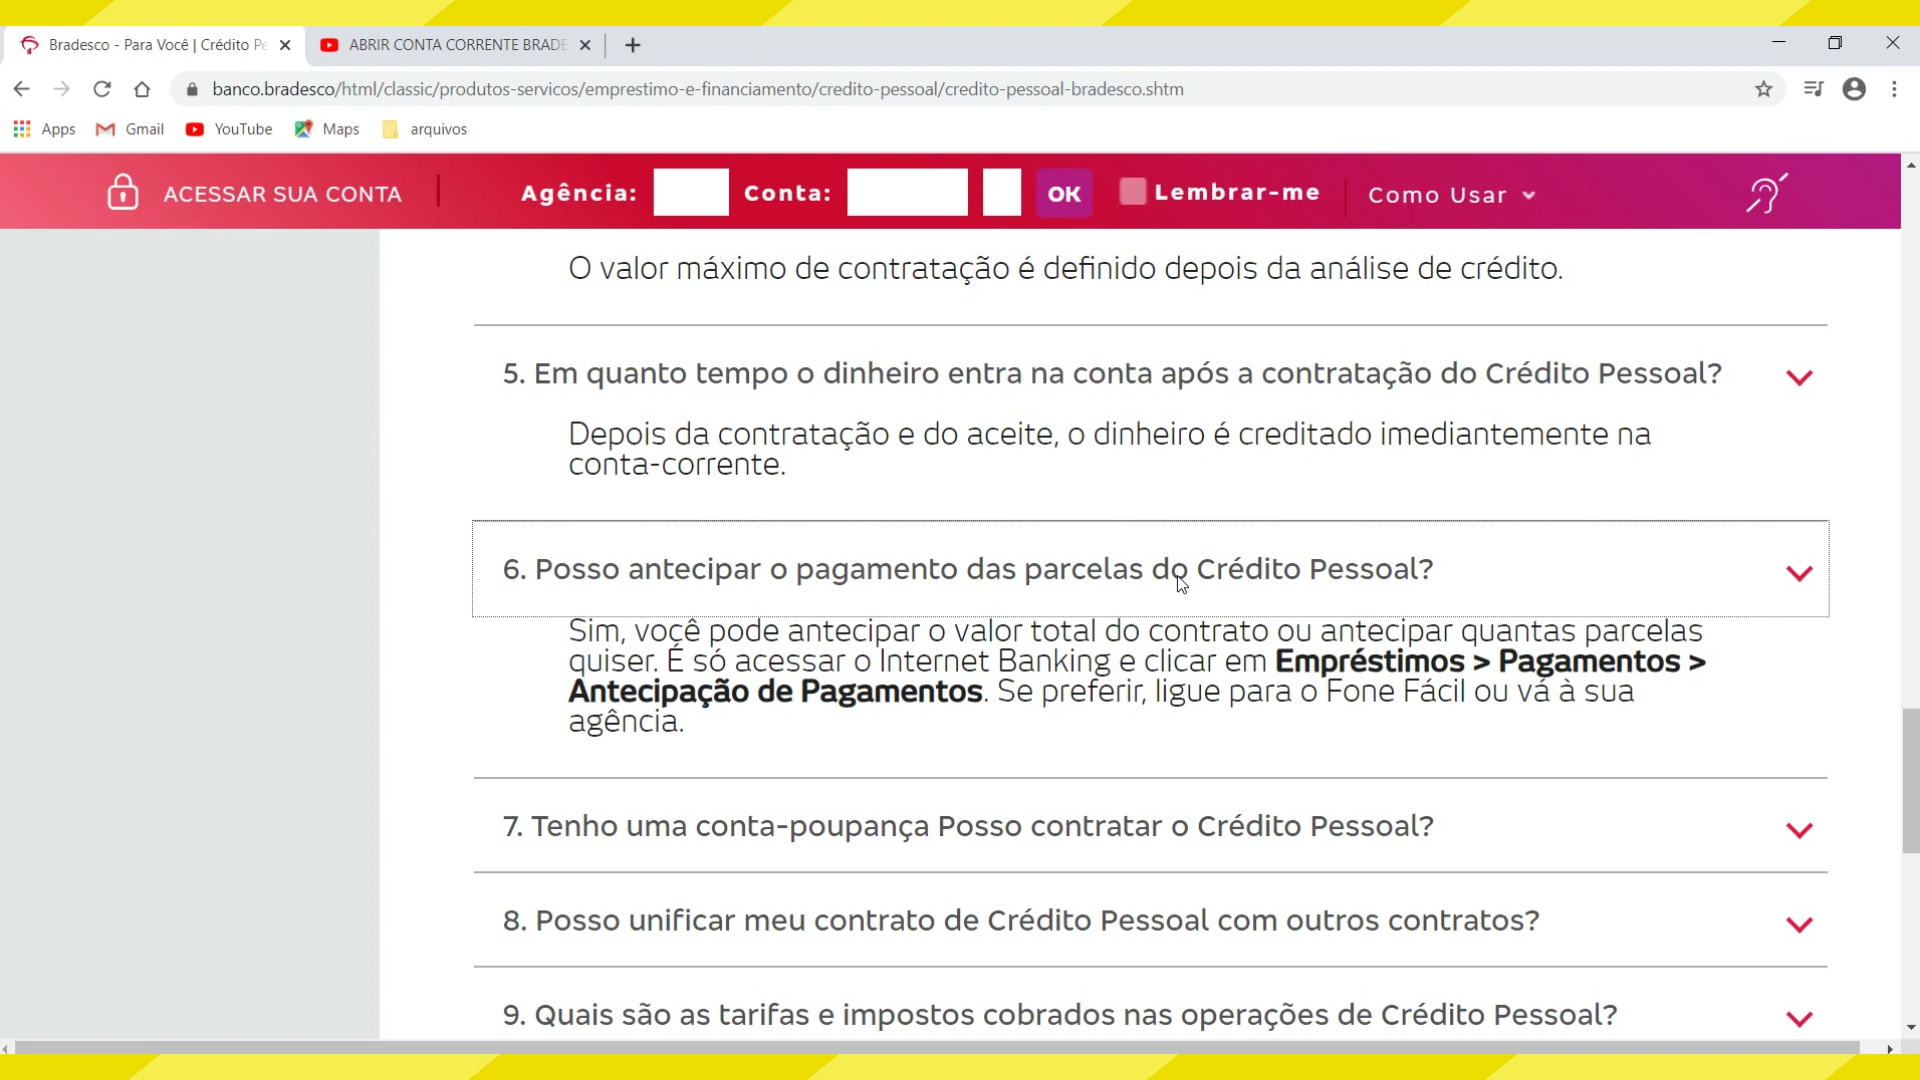 Bradesco - Para Você | Crédito Pe
ABRIR CONTA CORRENTE BRADE
banco.bradesco/html/classic/produtos-servicos/emprestimo-e-financiamento/credito-pessoal/credito-pessoal-bradesco.shtm
Apps Gmail YouTube Maps arquivos
ACESSAR SUA CONTA Agência: Conta: OK Lembrar-me Como Usar
O valor máximo de contratação é definido depois da análise de crédito.
5. Em quanto tempo o dinheiro entra na conta após a contratação do Crédito Pessoal?
Depois da contratação e do aceite, o dinheiro é creditado imediantemente na
conta-corrente.
6. Posso antecipar o pagamento das parcelas do Crédito Pessoal?
Sim, você pode antecipar o valor total do contrato ou antecipar quantas parcelas
quiser. É só acessar o Internet Banking e clicar em Empréstimos > Pagamentos >
Antecipação de Pagamentos. Se preferir, ligue para o Fone Fácil ou vá à sua
agência.
7. Tenho uma conta-poupança Posso contratar o Crédito Pessoal?
8. Posso unificar meu contrato de Crédito Pessoal com outros contratos?
9. Quais são as tarifas e impostos cobrados nas operações de Crédito Pessoal?